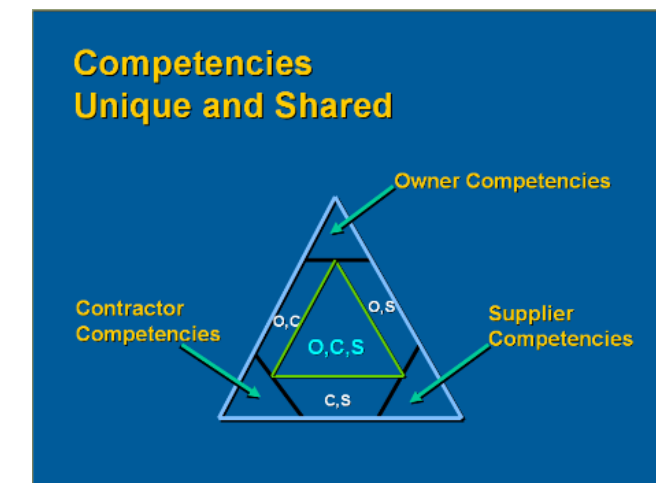 Competencies
Unique and Shared
Owner Competencies
Contractor
Competencies
O,C
O,S
Supplier
Competencies
O,C,S
C,S